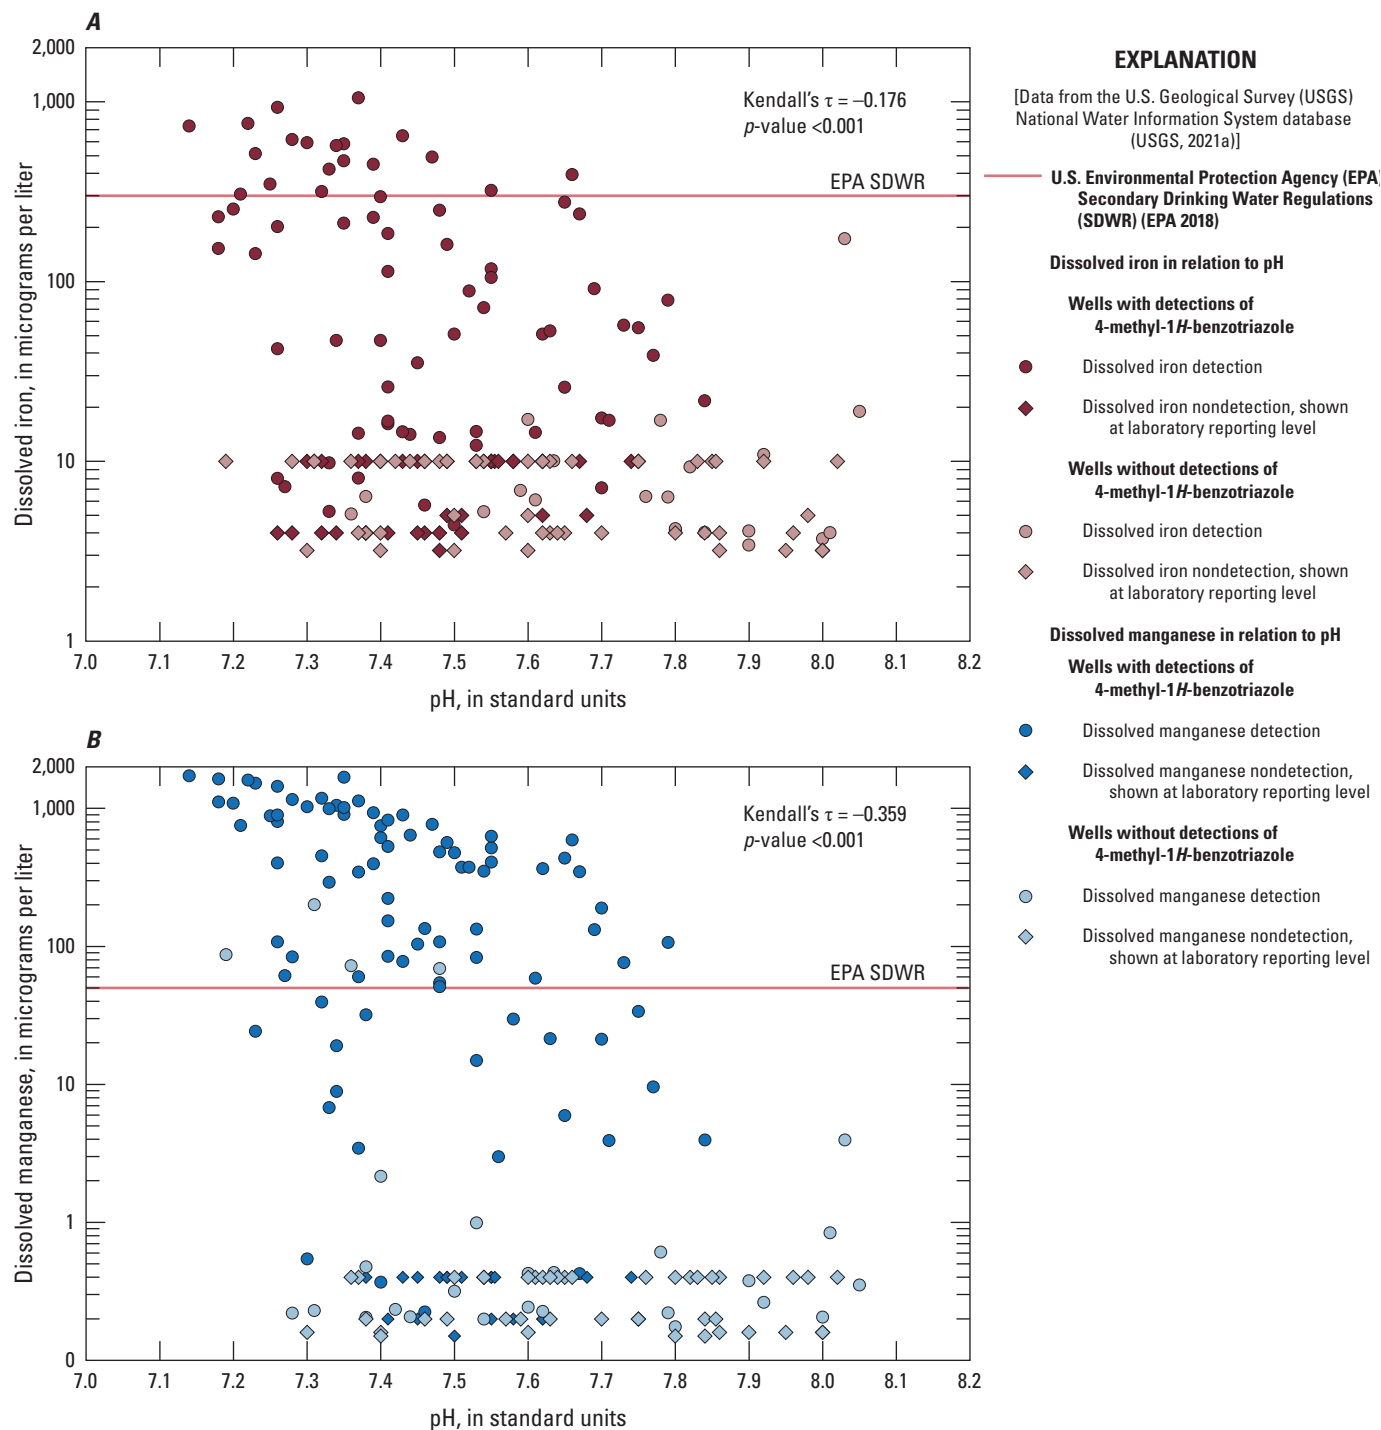 A
2,000
1,000
100
10
1
Dissolved iron, in micrograms per liter
Kendall's τ = –0.176
p-value <0.001
EPA SDWR
7.0 7.1 7.2 7.3 7.4 7.5 7.6 7.7 7.8 7.9 8.0 8.1 8.2
pH, in standard units
B
2,000
1,000
100
10
1
0
Dissolved manganese, in micrograms per liter
Kendall's τ = –0.359
p-value <0.001
EPA SDWR
7.0 7.1 7.2 7.3 7.4 7.5 7.6 7.7 7.8 7.9 8.0 8.1 8.2
pH, in standard units
EXPLANATION
[Data from the U.S. Geological Survey (USGS)
National Water Information System database
(USGS, 2021a)]
U.S. Environmental Protection Agency (EPA)
Secondary Drinking Water Regulations
(SDWR) (EPA 2018)
Dissolved iron in relation to pH
Wells with detections of
4-methyl-1H-benzotriazole
Dissolved iron detection
Dissolved iron nondetection, shown
at laboratory reporting level
Wells without detections of
4-methyl-1H-benzotriazole
Dissolved iron detection
Dissolved iron nondetection, shown
at laboratory reporting level
Dissolved manganese in relation to pH
Wells with detections of
4-methyl-1H-benzotriazole
Dissolved manganese detection
Dissolved manganese nondetection,
shown at laboratory reporting level
Wells without detections of
4-methyl-1H-benzotriazole
Dissolved manganese detection
Dissolved manganese nondetection,
shown at laboratory reporting level